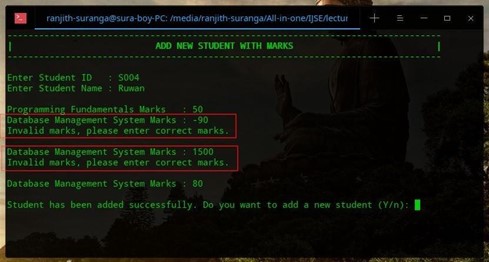 ranjith-suranga@sura-boy-PC: /media/ranjith-suranga/All-in-one/IJSE/lectur
| ADD NEW STUDENT WITH MARKS |
Enter Student ID : S004
Enter Student Name : Ruwan
Programming Fundamentals Marks : 50
Database Management System Marks : -90
Invalid marks, please enter correct marks.
Database Management System Marks : 1500
Invalid marks, please enter correct marks.
Database Management System Marks : 80
Student has been added successfully. Do you want to add a new student (Y/n):